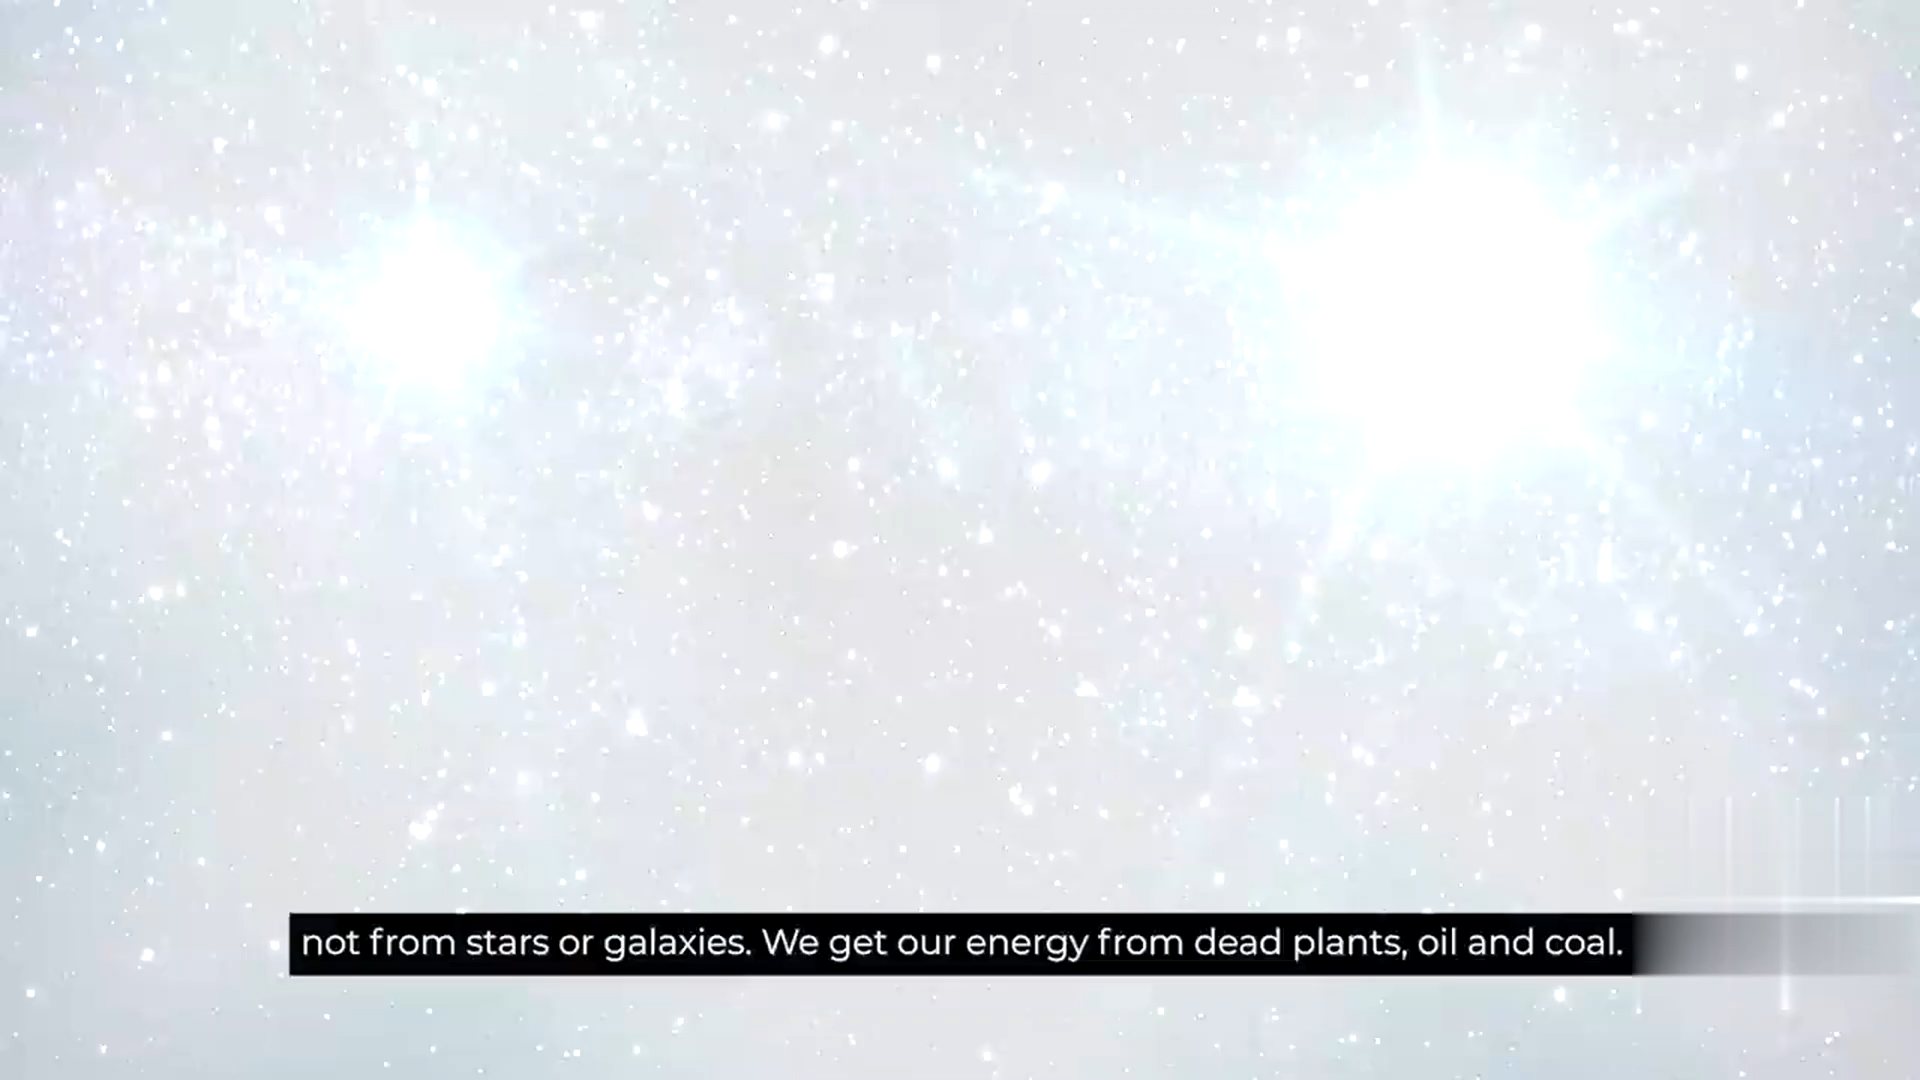 not from stars or galaxies. We get our energy from dead plants, oil and coal.